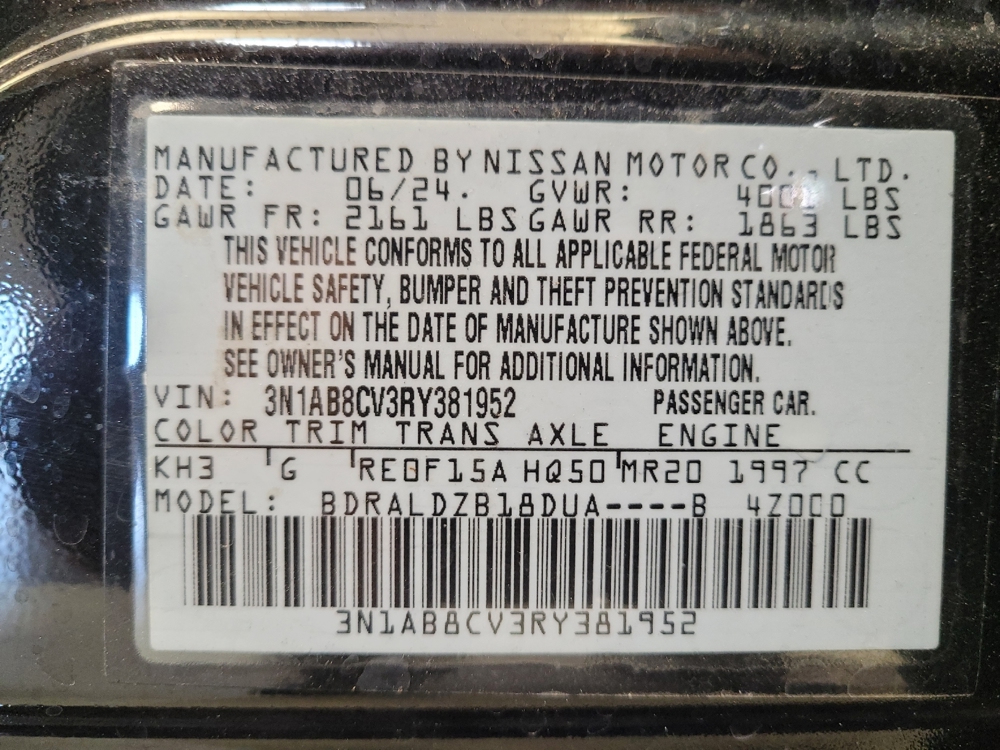 MANUFACTURED BY NISSAN MOTOR CO., LTD.
DATE: 06/24. GVWR: LBS
GAWR FR: 2161 LBS GAWR RR: 1863 LBS
THIS VEHICLE CONFORMS TO ALL APPLICABLE FEDERAL MOTOR
VEHICLE SAFETY, BUMPER AND THEFT PREVENTION STANDARDS
IN EFFECT ON THE DATE OF MANUFACTURE SHOWN ABOVE.
SEE OWNER'S MANUAL FOR ADDITIONAL INFORMATION.
VIN: 3N1AB8CV3RY381952 PASSENGER CAR.
COLOR TRIM TRANS AXLE ENGINE
KH3 G RE0F15A HQ50 MR20 1997 CC
MODEL: BDRALDZB18DUA----B 4Z000
3N1AB8CV3RY381952